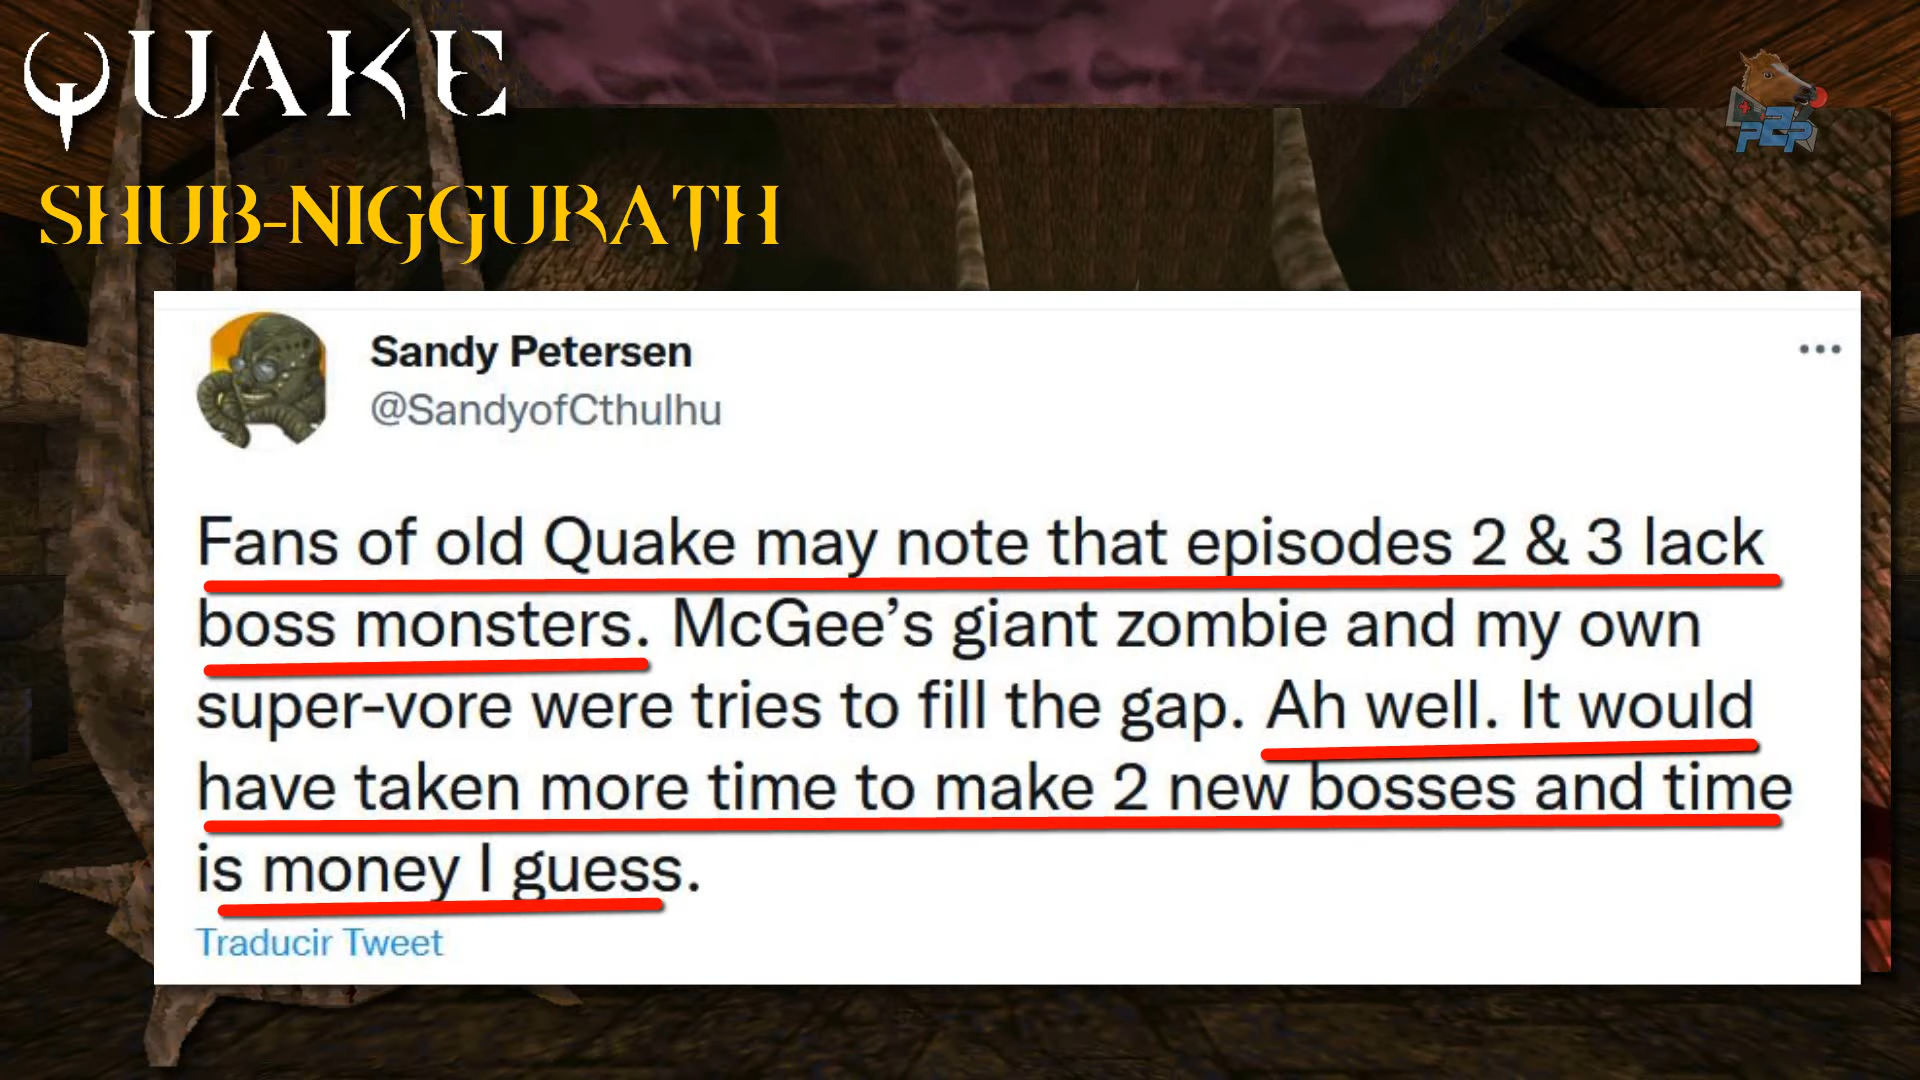 QUAKE
SHUB-NIGGURATH
P2P
Sandy Petersen
@SandyofCthulhu
Fans of old Quake may note that episodes 2 & 3 lack
boss monsters. McGee’s giant zombie and my own
super-vore were tries to fill the gap. Ah well. It would
have taken more time to make 2 new bosses and time
is money I guess.
Traducir Tweet